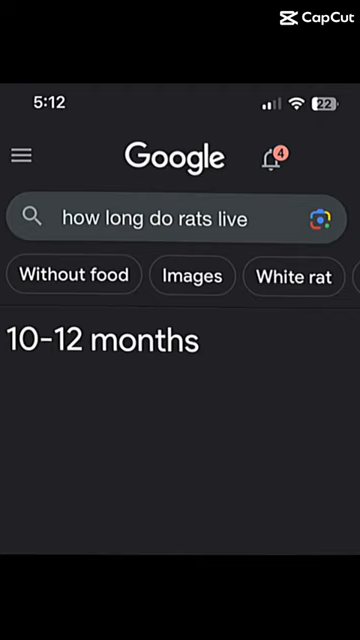 CapCut
5:12
22
Google
4
how long do rats live
Without food
Images
White rat
10-12 months